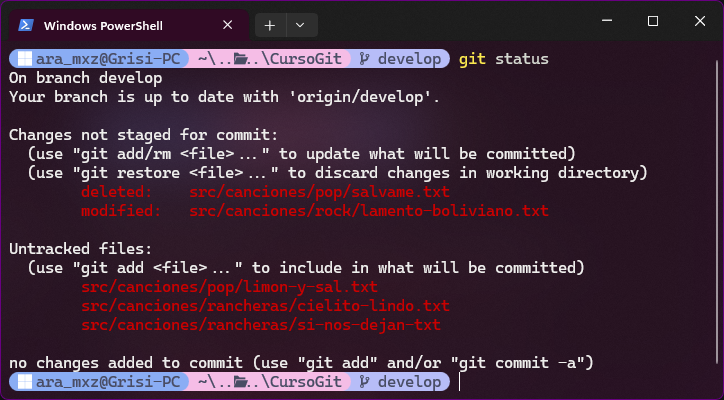 Windows PowerShell
ara_mxz@Grisi-PC ~\..\..\CursoGit develop git status
On branch develop
Your branch is up to date with 'origin/develop'.
Changes not staged for commit:
(use "git add/rm <file>..." to update what will be committed)
(use "git restore <file>..." to discard changes in working directory)
deleted: src/canciones/pop/salvame.txt
modified: src/canciones/rock/lamento-boliviano.txt
Untracked files:
(use "git add <file>..." to include in what will be committed)
src/canciones/pop/limon-y-sal.txt
src/canciones/rancheras/cielito-lindo.txt
src/canciones/rancheras/si-nos-dejan-txt
no changes added to commit (use "git add" and/or "git commit -a")
ara_mxz@Grisi-PC ~\..\..\CursoGit develop